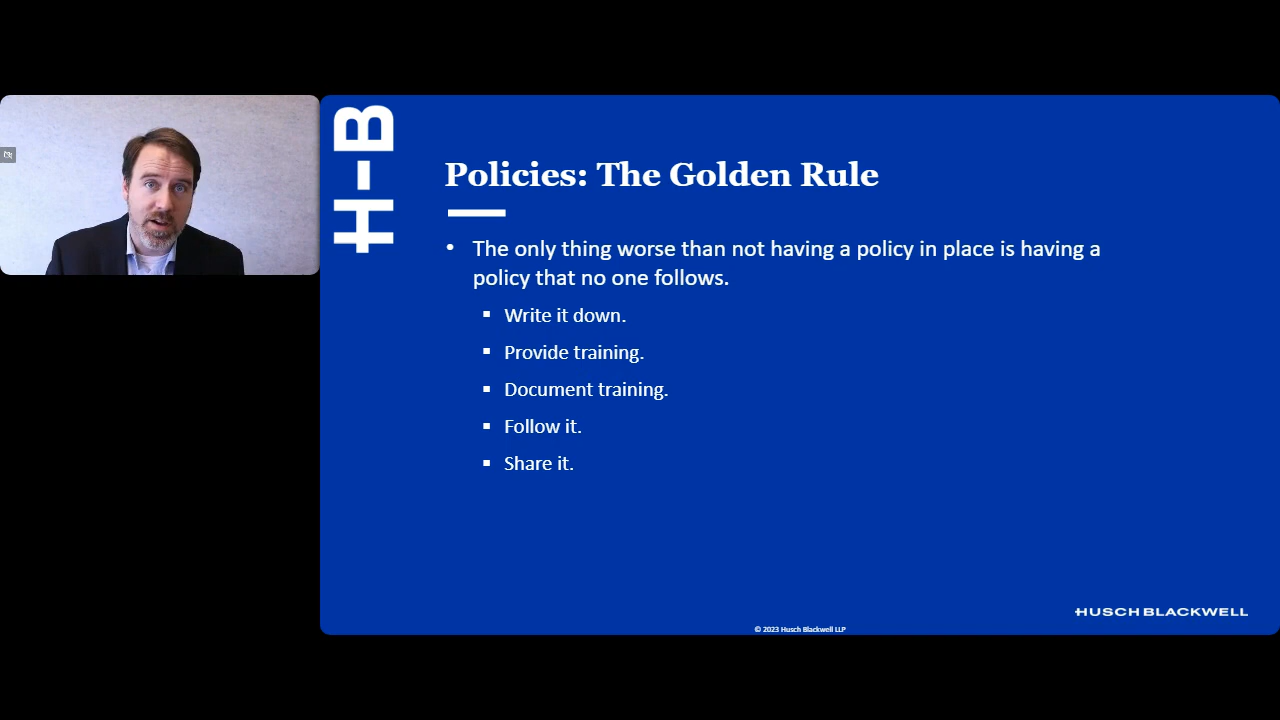 H-B
Policies: The Golden Rule
• The only thing worse than not having a policy in place is having a
policy that no one follows.
▪ Write it down.
▪ Provide training.
▪ Document training.
▪ Follow it.
▪ Share it.
HUSCH BLACKWELL
© 2023 Husch Blackwell LLP